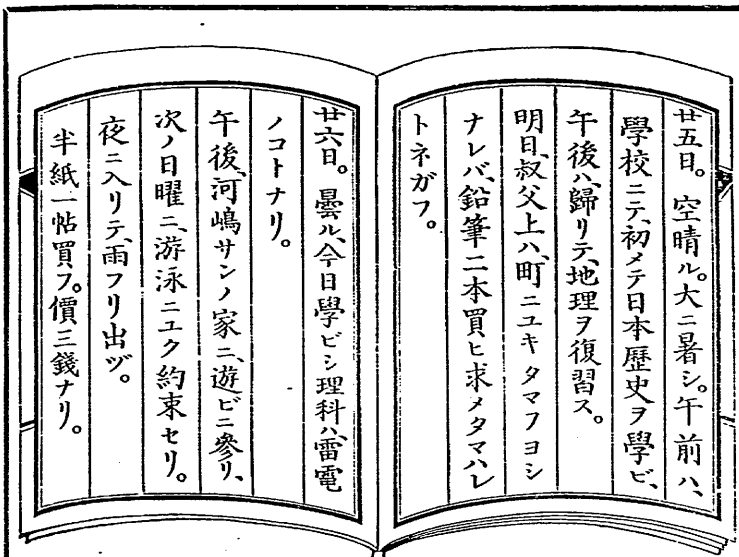 廿五日。空晴ル。大ニ暑シ。午前ハ、
學校ニテ、初メテ日本歷史ヲ學ビ、
午後ハ、歸リテ、地理ヲ復習ス。
明日、叔父上ハ、町ニユキタマフヨシ
ナレバ、鉛筆二本買ヒ求メタマハレ
トネガフ。
廿六日。曇ル、今日學ビシ理科ハ、雷電
ノコトナリ。
午後、河嶋サンノ家ニ、遊ビニ參リ、
次ノ日曜ニ、游泳ニユク約束セリ。
夜ニ入リテ、雨フリ出ヅ。
半紙一帖買フ。價三錢ナリ。